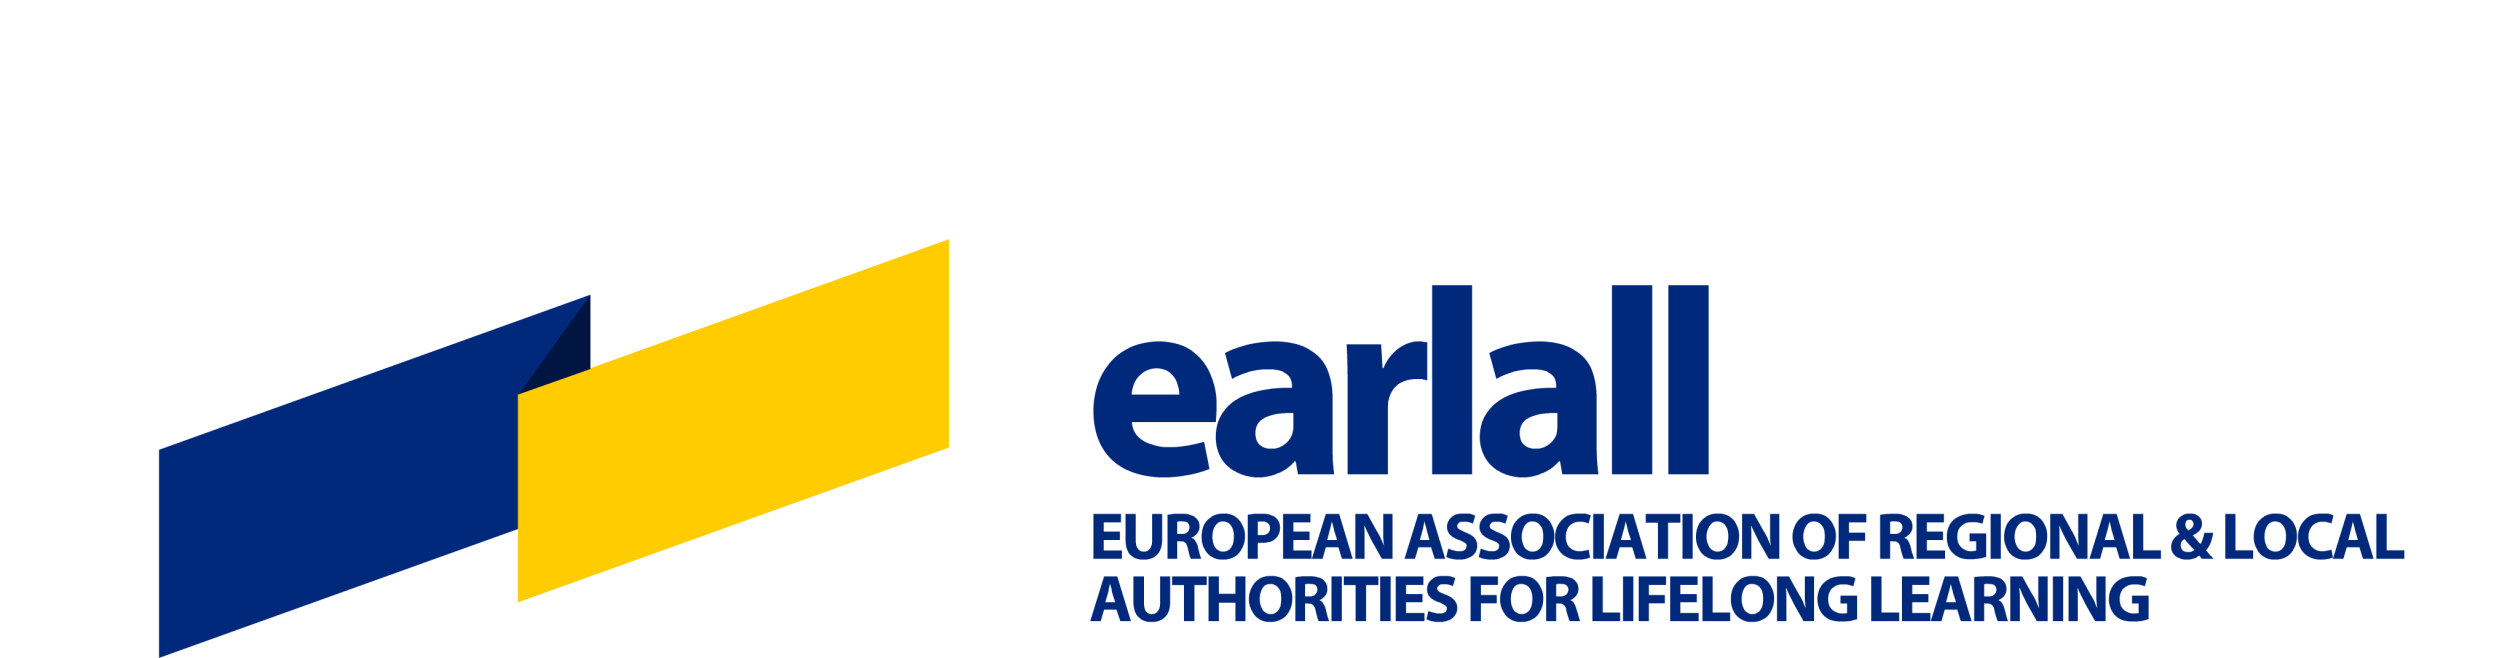 earlall
EUROPEAN ASSOCIATION OF REGIONAL & LOCAL
AUTHORITIES FOR LIFELONG LEARNING